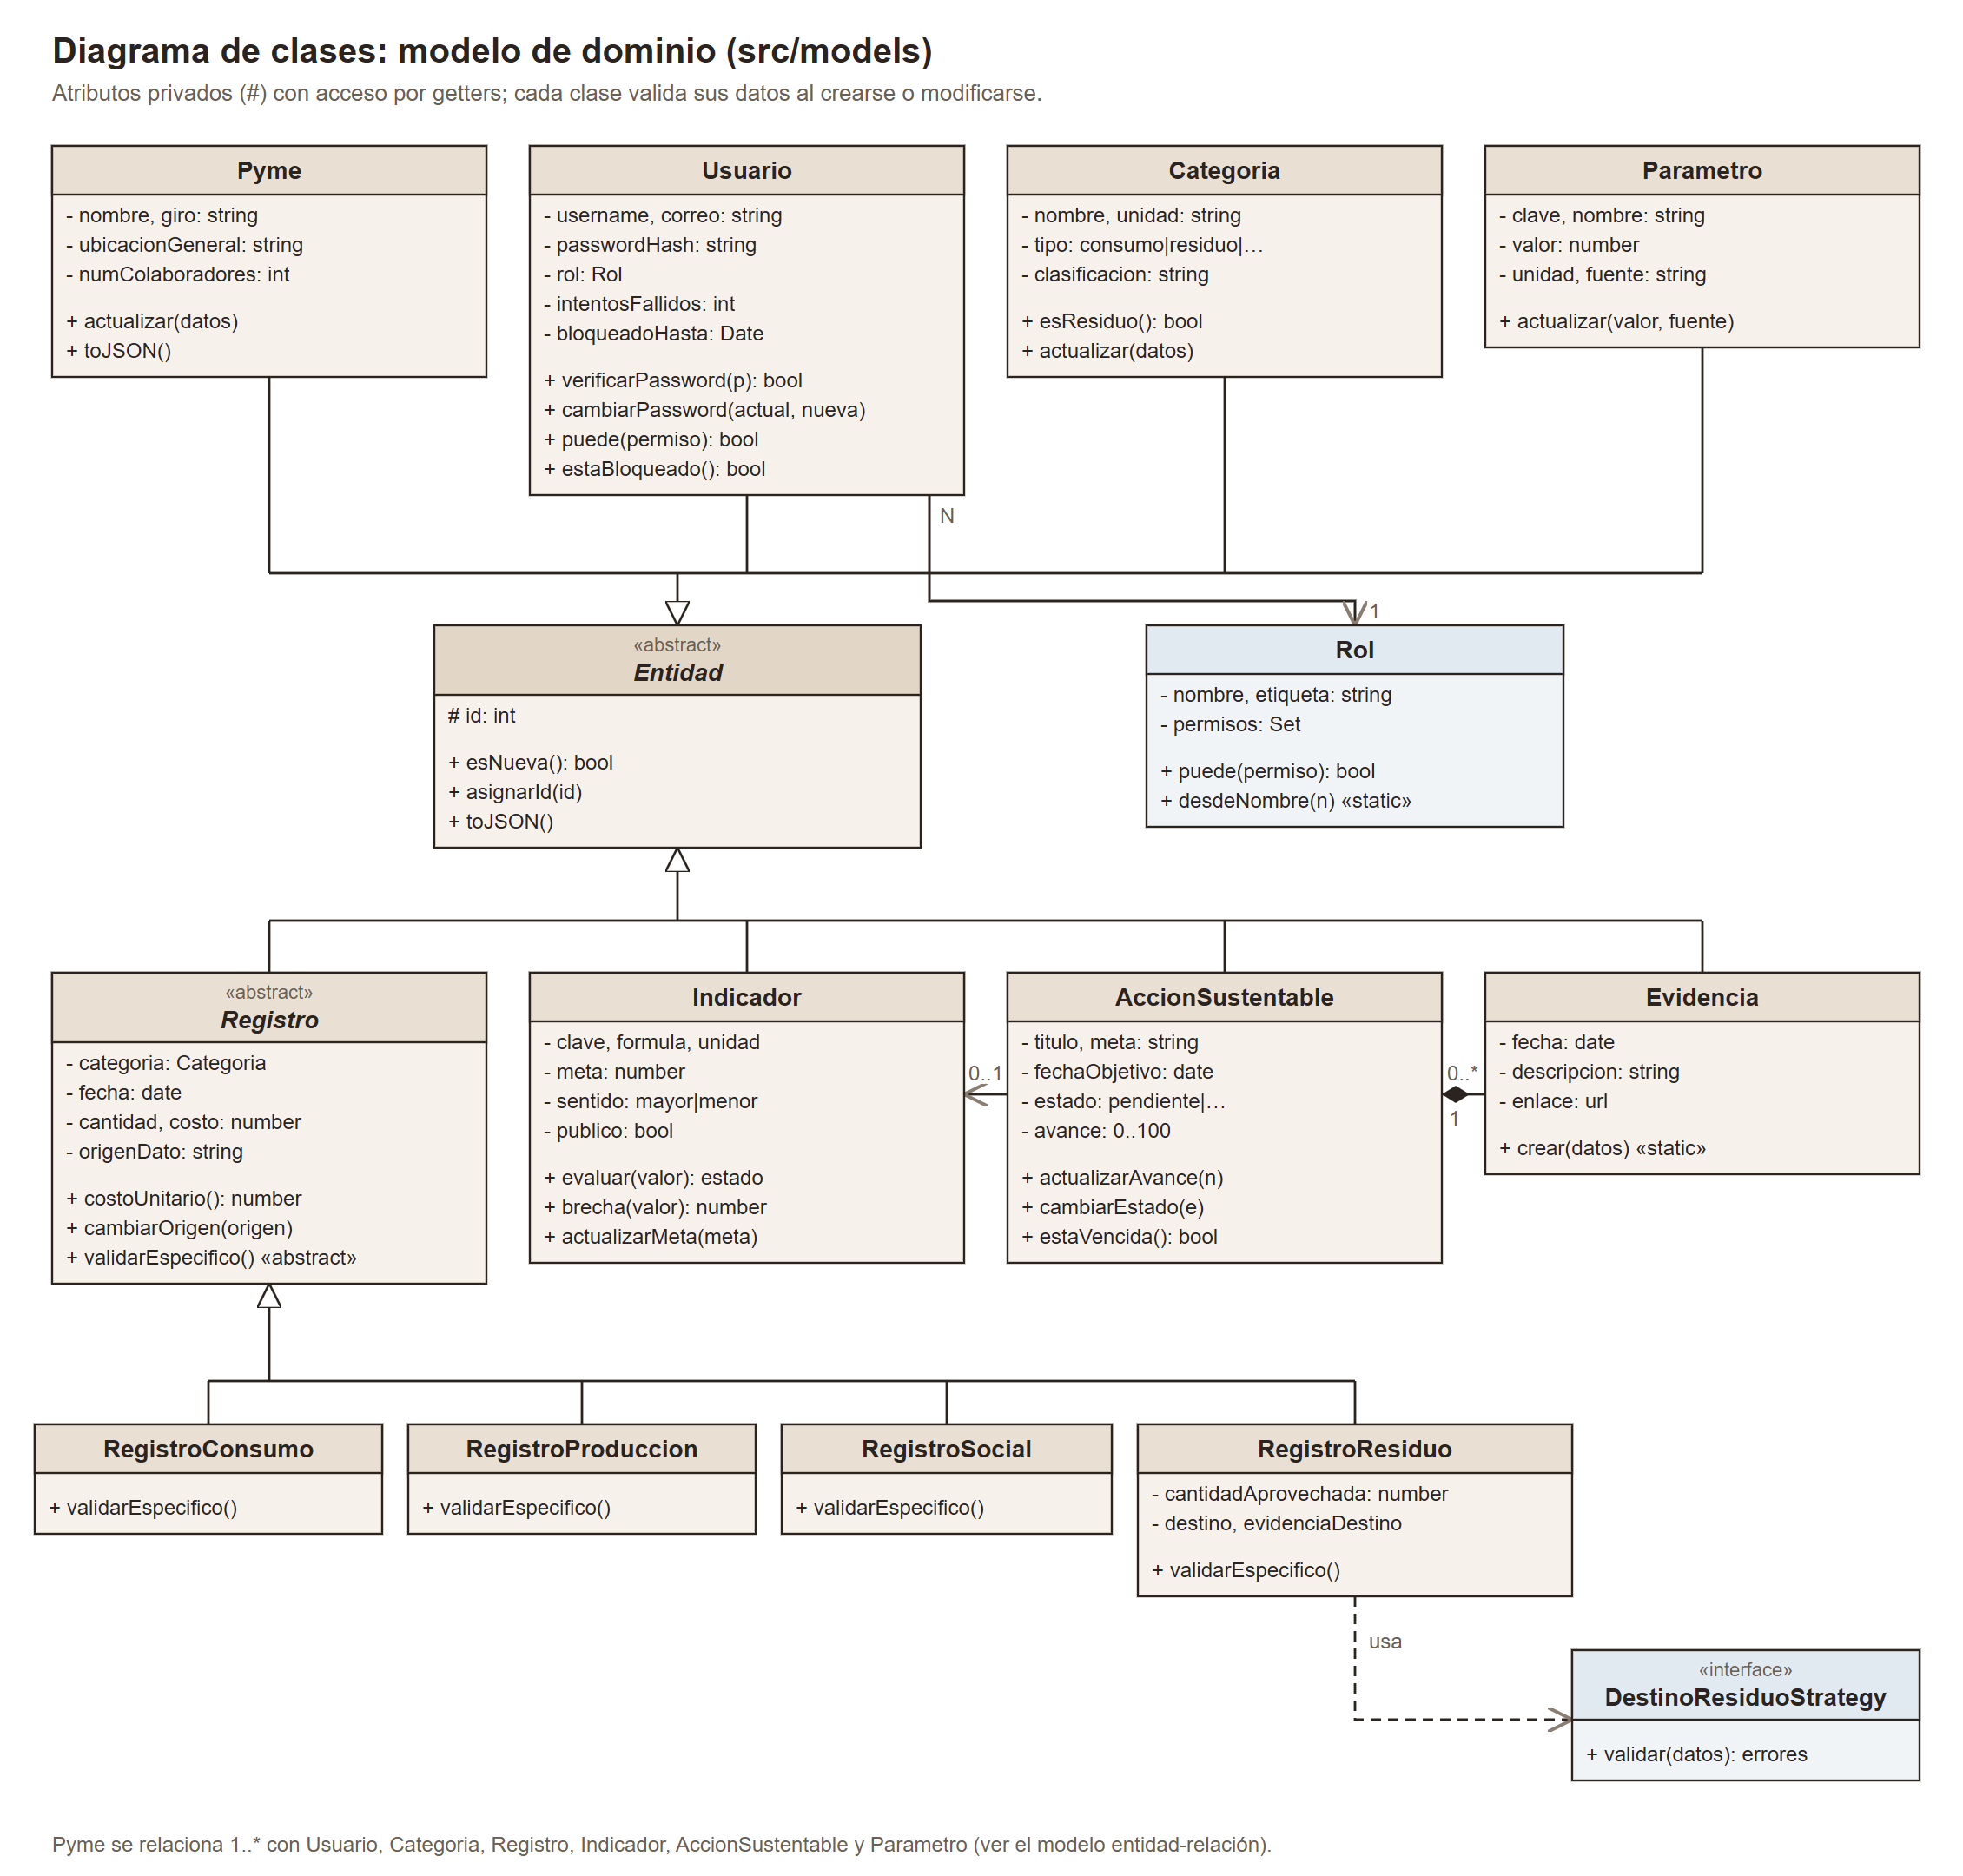 Diagrama de clases: modelo de dominio (src/models)
Atributos privados (#) con acceso por getters; cada clase valida sus datos al crearse o modificarse.
Pyme
- nombre, giro: string
- ubicacionGeneral: string
- numColaboradores: int
+ actualizar(datos)
+ toJSON()
Usuario
- username, correo: string
- passwordHash: string
- rol: Rol
- intentosFallidos: int
- bloqueadoHasta: Date
+ verificarPassword(p): bool
+ cambiarPassword(actual, nueva)
+ puede(permiso): bool
+ estaBloqueado(): bool
Categoria
- nombre, unidad: string
- tipo: consumo|residuo|…
- clasificacion: string
+ esResiduo(): bool
+ actualizar(datos)
Parametro
- clave, nombre: string
- valor: number
- unidad, fuente: string
+ actualizar(valor, fuente)
N
1
«abstract»
Entidad
# id: int
+ esNueva(): bool
+ asignarId(id)
+ toJSON()
Rol
- nombre, etiqueta: string
- permisos: Set
+ puede(permiso): bool
+ desdeNombre(n) «static»
«abstract»
Registro
- categoria: Categoria
- fecha: date
- cantidad, costo: number
- origenDato: string
+ costoUnitario(): number
+ cambiarOrigen(origen)
+ validarEspecifico() «abstract»
Indicador
- clave, formula, unidad
- meta: number
- sentido: mayor|menor
- publico: bool
+ evaluar(valor): estado
+ brecha(valor): number
+ actualizarMeta(meta)
0..1
AccionSustentable
- titulo, meta: string
- fechaObjetivo: date
- estado: pendiente|…
- avance: 0..100
+ actualizarAvance(n)
+ cambiarEstado(e)
+ estaVencida(): bool
0..*
1
Evidencia
- fecha: date
- descripcion: string
- enlace: url
+ crear(datos) «static»
RegistroConsumo
+ validarEspecifico()
RegistroProduccion
+ validarEspecifico()
RegistroSocial
+ validarEspecifico()
RegistroResiduo
- cantidadAprovechada: number
- destino, evidenciaDestino
+ validarEspecifico()
usa
«interface»
DestinoResiduoStrategy
+ validar(datos): errores
Pyme se relaciona 1..* con Usuario, Categoria, Registro, Indicador, AccionSustentable y Parametro (ver el modelo entidad-relación).